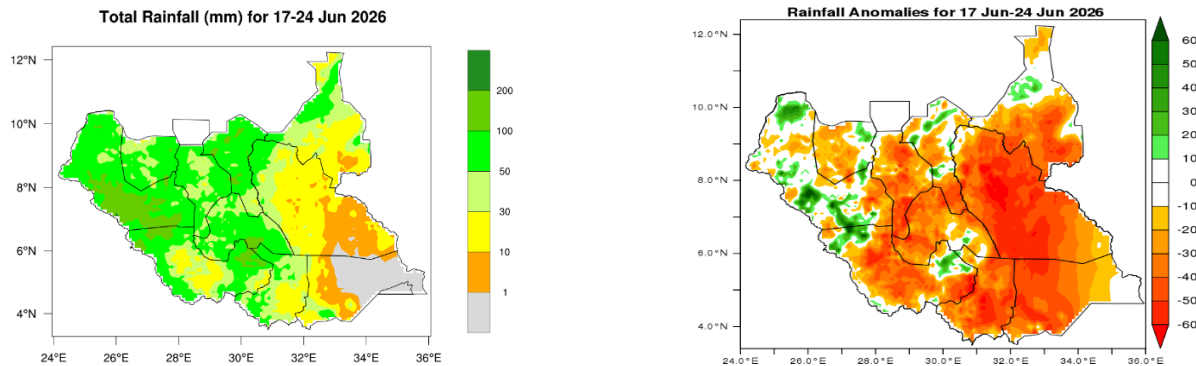 Total Rainfall (mm) for 17-24 Jun 2026
12°N
10°N
8°N
6°N
4°N
24°E 26°E 28°E 30°E 32°E 34°E 36°E
200
100
50
30
10
1
Rainfall Anomalies for 17 Jun-24 Jun 2026
12.0°N
10.0°N
8.0°N
6.0°N
4.0°N
24.0°E 26.0°E 28.0°E 30.0°E 32.0°E 34.0°E 36.0°E
60
50
40
30
20
10
0
-10
-20
-30
-40
-50
-60